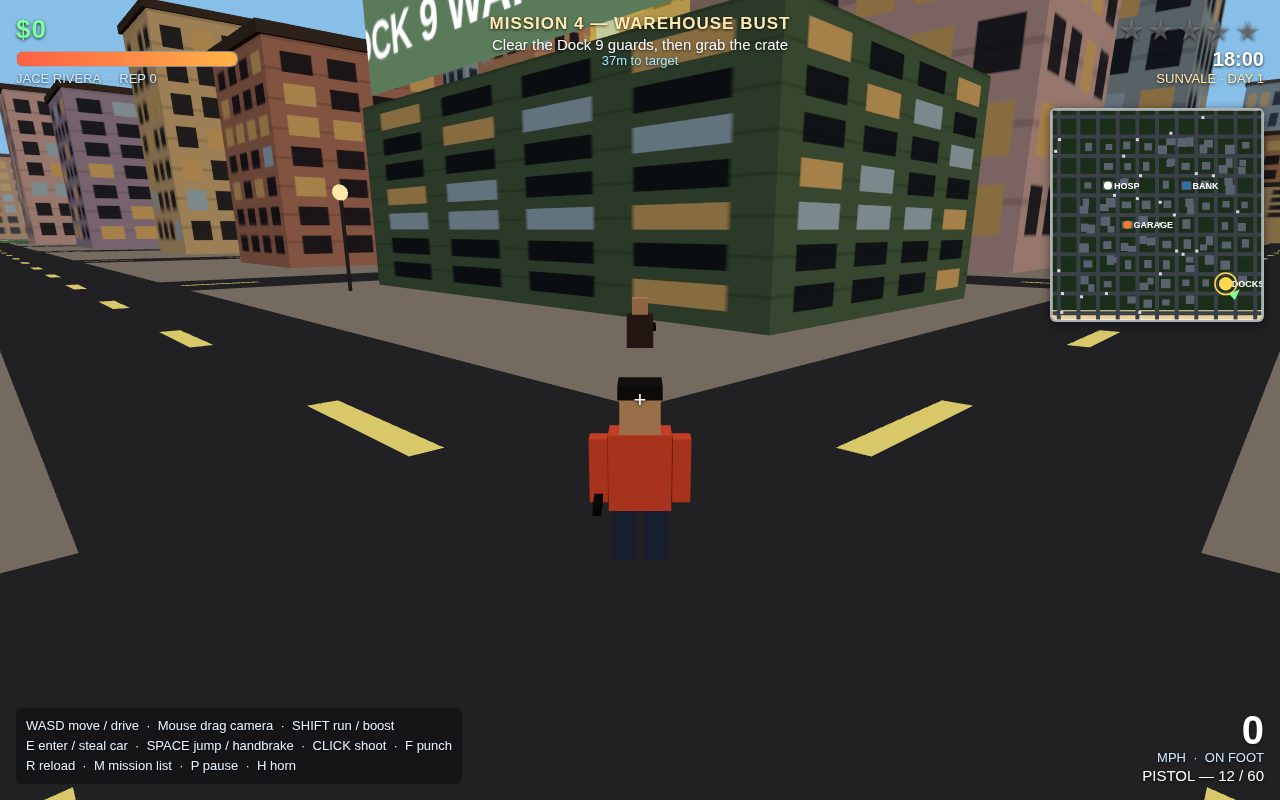 $0
JACE RIVERA · REP 0
OCK 9 WA
MISSION 4 — WAREHOUSE BUST
Clear the Dock 9 guards, then grab the crate
37m to target
18:00
SUNVALE · DAY 1
HOSP
BANK
GARAGE
DOCKS
WASD move / drive · Mouse drag camera · SHIFT run / boost
E enter / steal car · SPACE jump / handbrake · CLICK shoot · F punch
R reload · M mission list · P pause · H horn
0
MPH · ON FOOT
PISTOL — 12 / 60